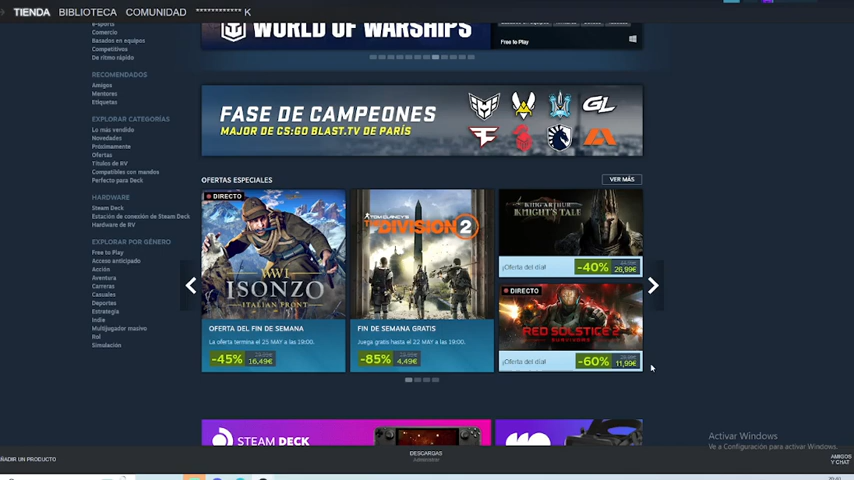 TIENDA BIBLIOTECA COMUNIDAD *********** K
e-sports
Comercio
Basados en equipos
Competitivos
De ritmo rápido
RECOMENDADOS
Amigos
Mentores
Etiquetas
EXPLORAR CATEGORÍAS
Lo más vendido
Novedades
Próximamente
Ofertas
Títulos de RV
Compatibles con mandos
Perfecto para Deck
HARDWARE
Steam Deck
Estación de conexión de Steam Deck
Hardware de RV
EXPLORAR POR GÉNERO
Free to Play
Acceso anticipado
Acción
Aventura
Carreras
Casuales
Deportes
Estrategia
Indie
Multijugador masivo
Rol
Simulación
WORLD OF WARSHIPS
Free to Play
FASE DE CAMPEONES
MAJOR DE CS:GO BLAST.TV DE PARÍS
GL
OFERTAS ESPECIALES
VER MÁS
DIRECTO
WWI
ISONZO
ITALIAN FRONT
OFERTA DEL FIN DE SEMANA
La oferta termina el 25 MAY a las 19:00.
-45%
16,49€
TOM CLANCY'S
THE DIVISION 2
FIN DE SEMANA GRATIS
Juega gratis hasta el 22 MAY a las 19:00.
-85%
4,49€
KING ARTHUR
KNIGHT'S TALE
¡Oferta del día!
-40%
26,99€
DIRECTO
RED SOLSTICE 2
SURVIVORS
¡Oferta del día!
-60%
11,99€
STEAM DECK
Activar Windows
Ve a Configuración para activar Windows.
ÑADIR UN PRODUCTO
DESCARGAS
AMIGOS
Y CHAT